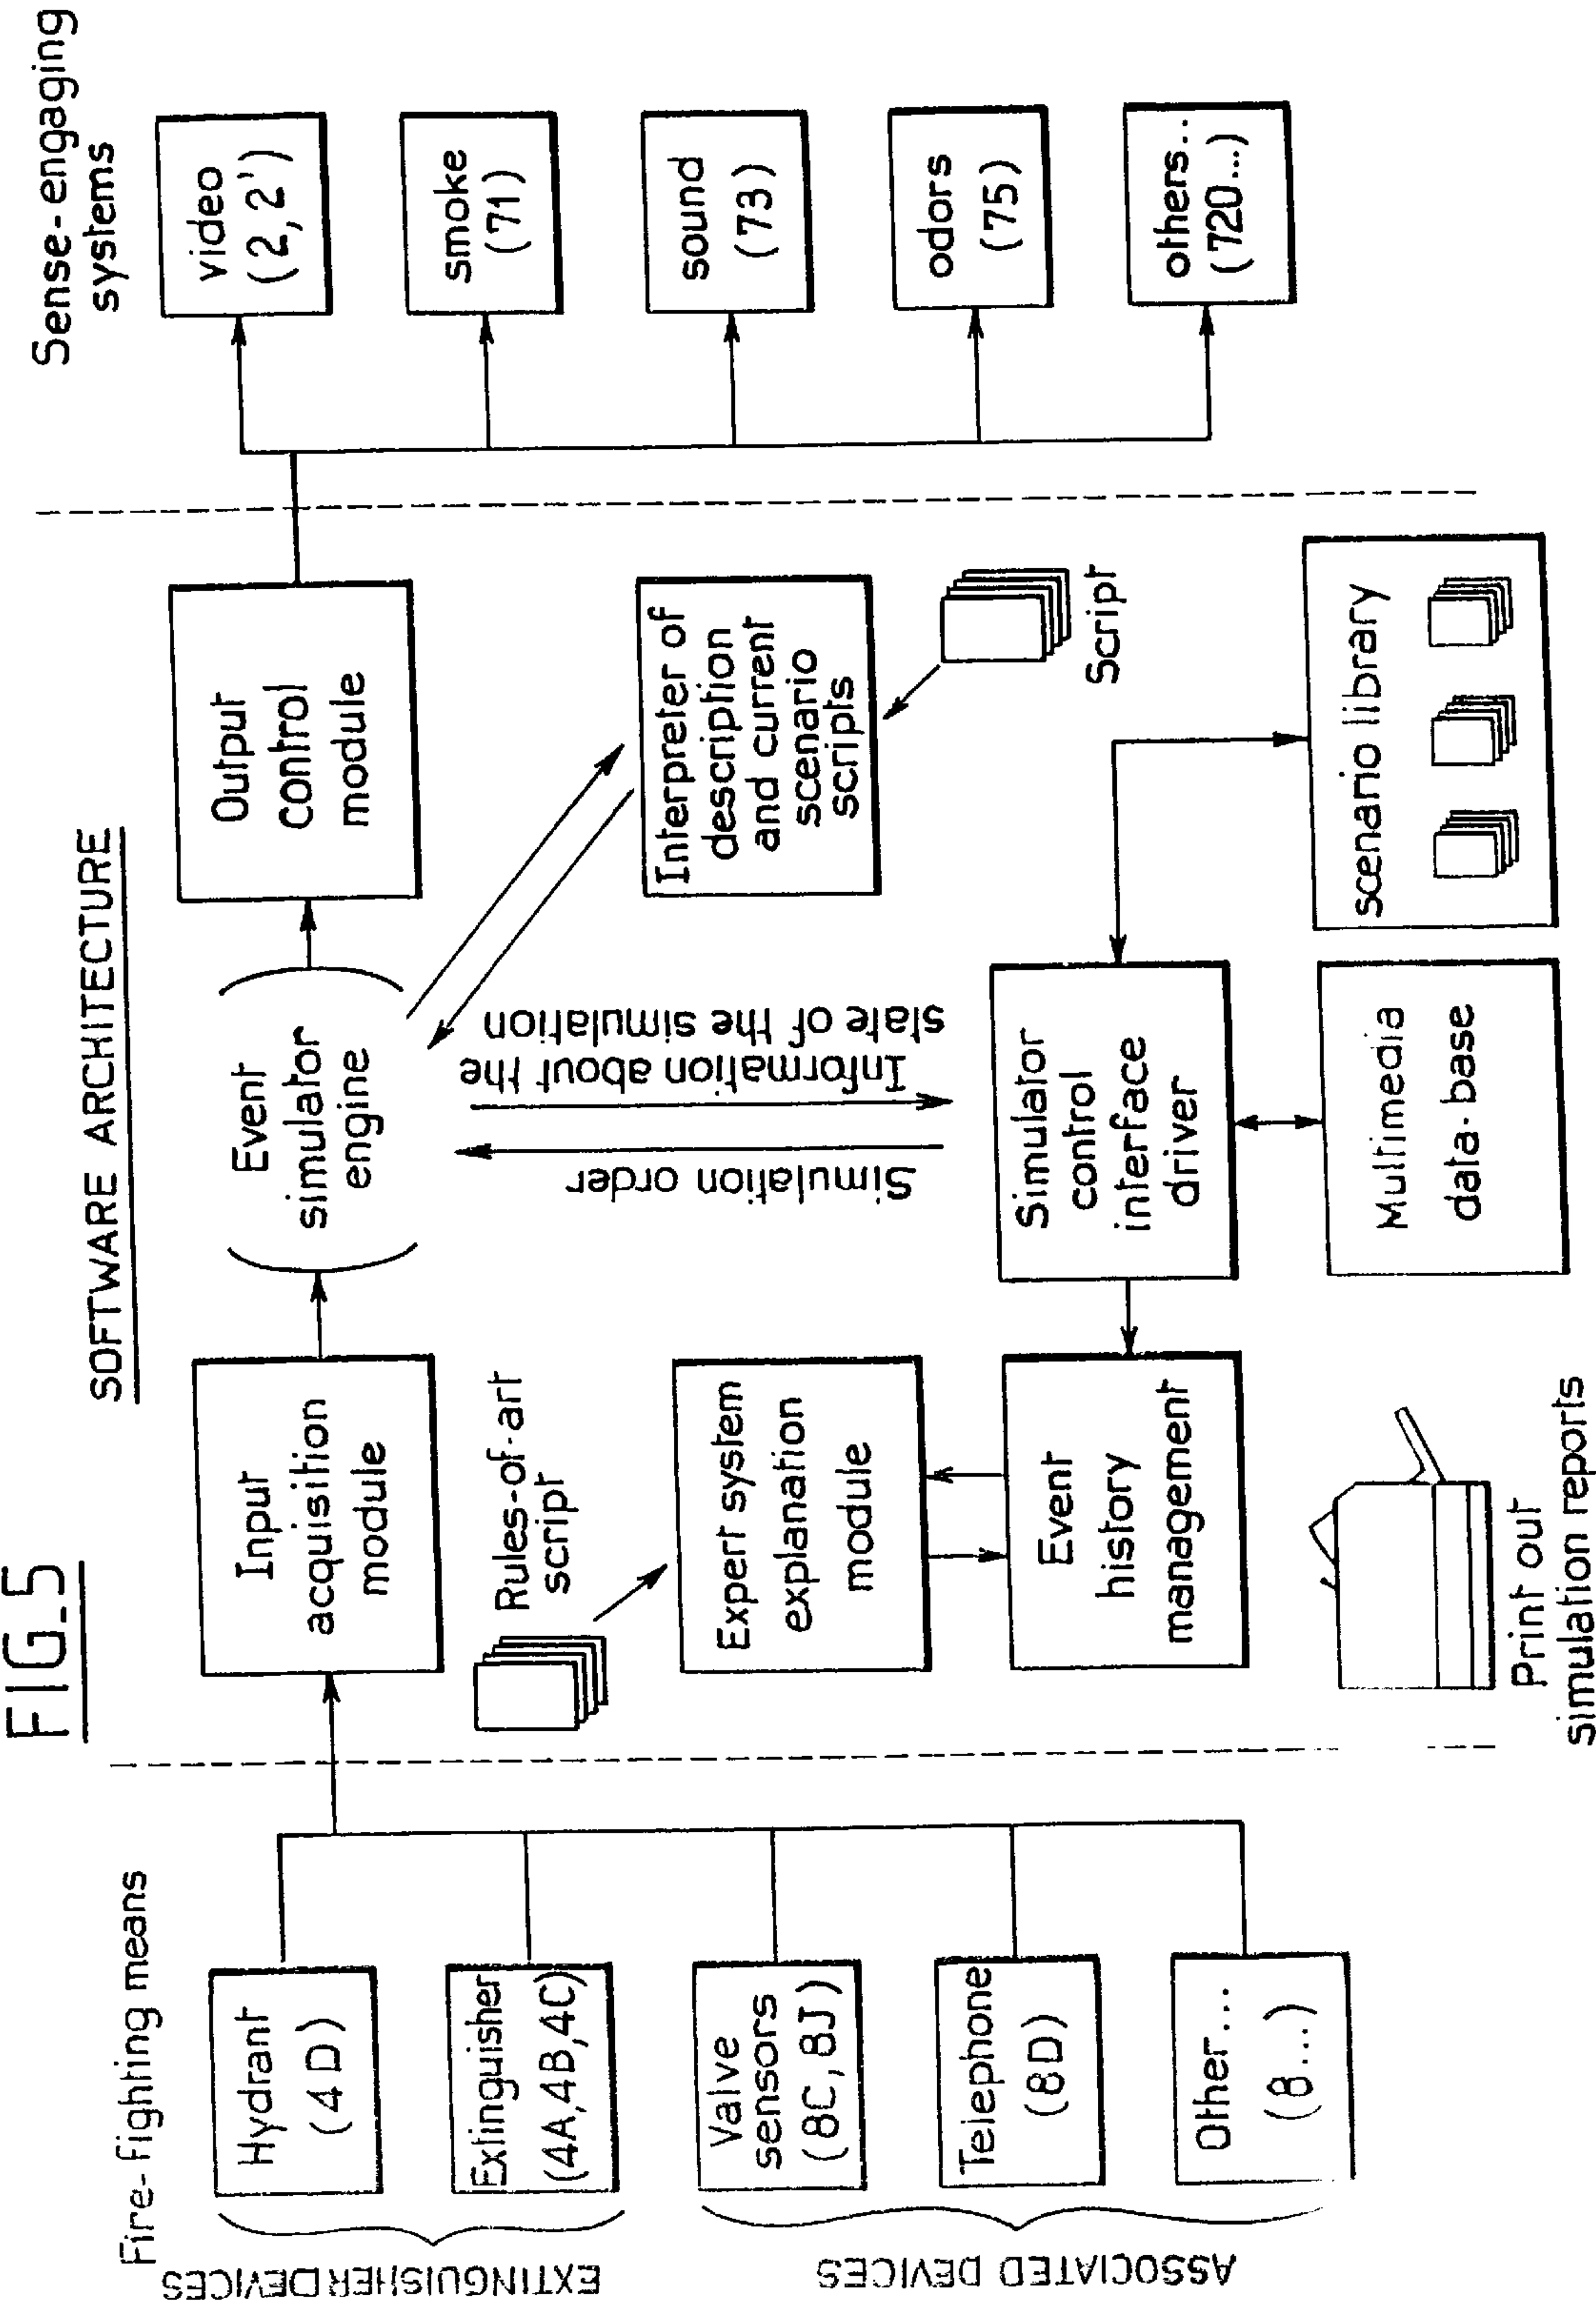 FIG_5
SOFTWARE ARCHITECTURE
Fire-fighting means
Sense-engaging
systems
EXTINGUISHER DEVICES
Hydrant
(4D)
Extinguisher
(4A,4B,4C)
ASSOCIATED DEVICES
Valve
sensors
(8C,8J)
Telephone
(8D)
Other...
(8...)
Input
acquisition
module
Event
simulator
engine
Output
control
module
video
(2,2')
smoke
(71)
sound
(73)
odors
(75)
others...
(720...)
Rules-of-art
script
Expert system
explanation
module
Simulation order
Information about the
state of the simulation
Interpreter of
description
and current
scenario
scripts
Script
Event
history
management
Simulator
control
interface
driver
Multimedia
data-base
scenario library
Print out
simulation reports